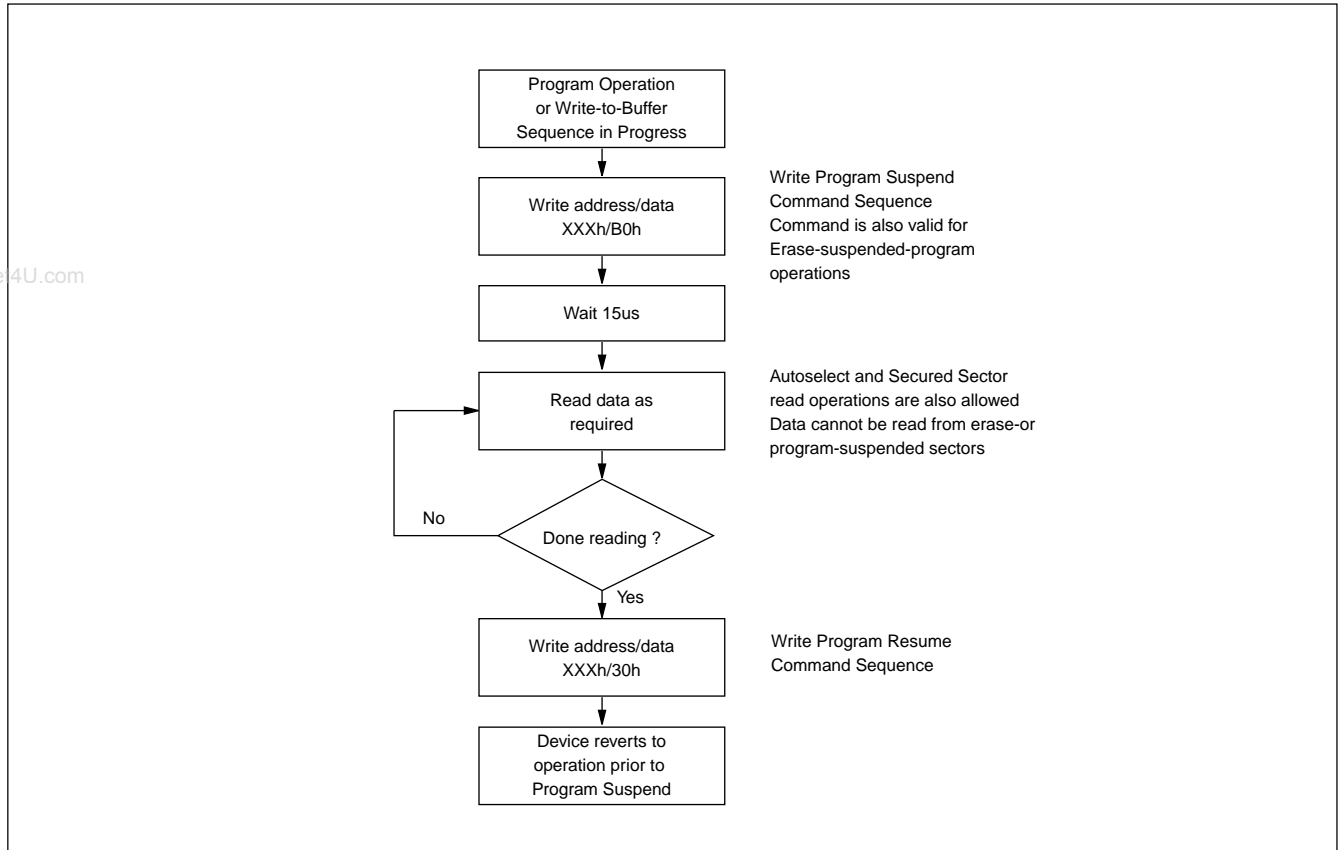 Program Operation
or Write-to-Buffer
Sequence in Progress
Write address/data
XXXh/B0h
Write Program Suspend
Command Sequence
Command is also valid for
Erase-suspended-program
operations
et4U.com
Wait 15us
Read data as
required
Autoselect and Secured Sector
read operations are also allowed
Data cannot be read from erase-or
program-suspended sectors
No
Done reading ?
Yes
Write address/data
XXXh/30h
Write Program Resume
Command Sequence
Device reverts to
operation prior to
Program Suspend